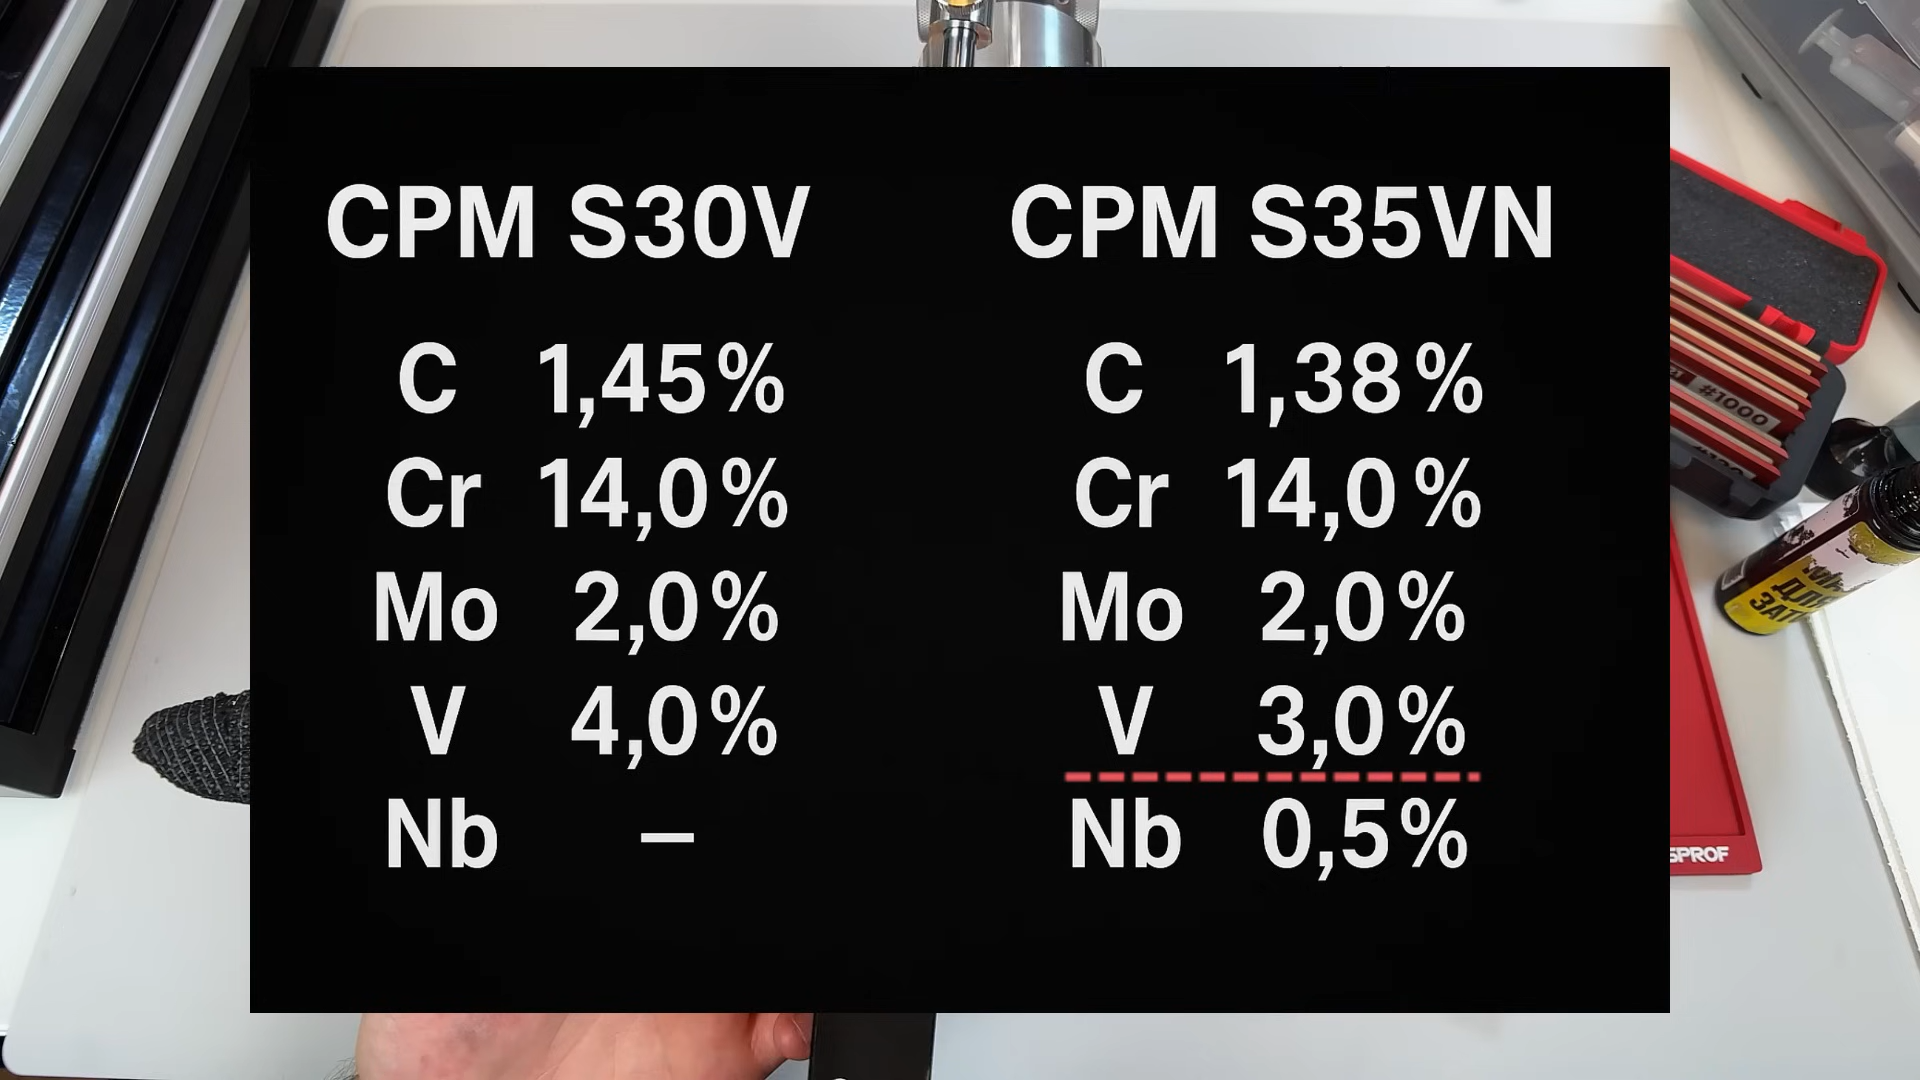 CPM S30V
C 1,45%
Cr 14,0%
Mo 2,0%
V 4,0%
Nb –
CPM S35VN
C 1,38%
Cr 14,0%
Mo 2,0%
V 3,0%
Nb 0,5%
#1000